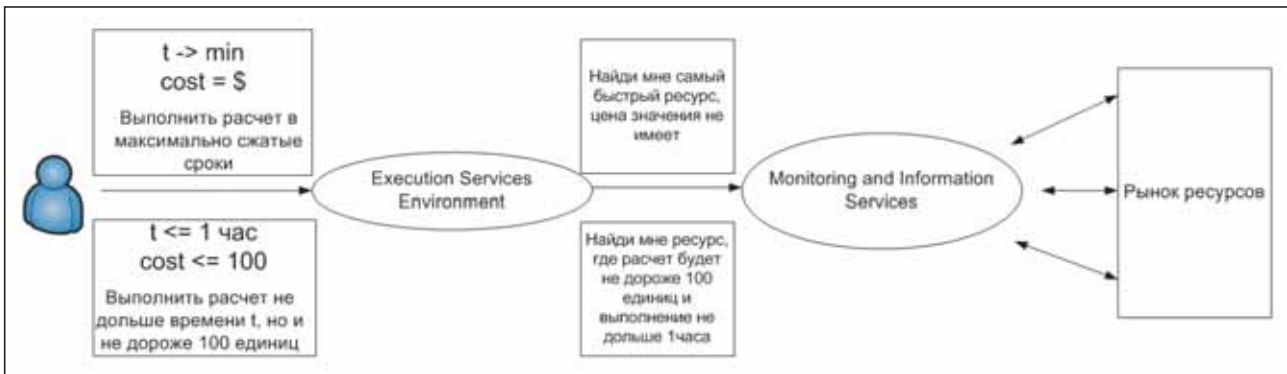 t -> min
cost = $
Выполнить расчет в
максимально сжатые
сроки
t <= 1 час
cost <= 100
Выполнить расчет не
дольше времени t, но и
не дороже 100 единиц
Execution Services
Environment
Найди мне самый
быстрый ресурс,
цена значения не
имеет
Найди мне ресурс,
где расчет будет
не дороже 100
единиц и
выполнение не
дольше 1часа
Monitoring and Information
Services
Рынок ресурсов